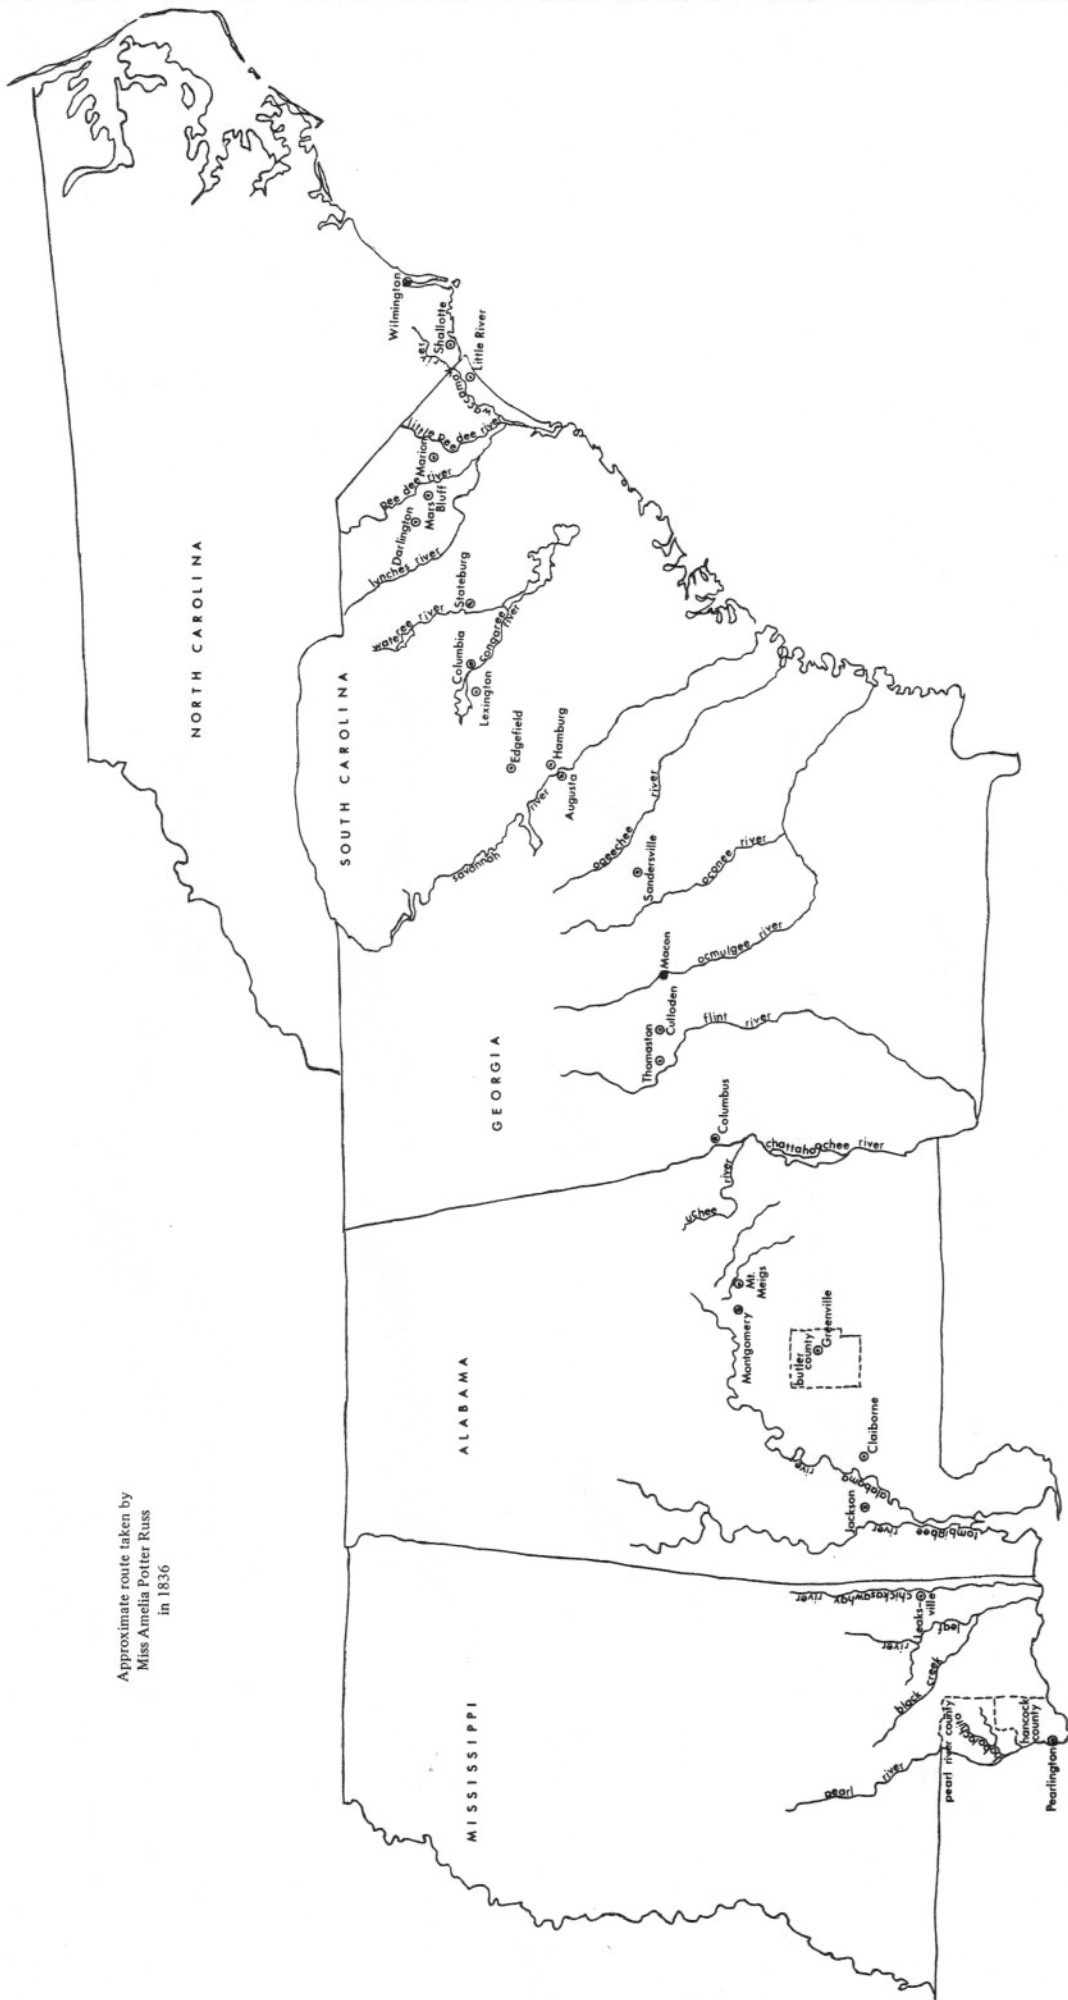 Approximate route taken by
Miss Amelia Potter Russ
in 1836
NORTH CAROLINA
Wilmington
Shallotte
Little River
waccamaw river
SOUTH CAROLINA
little pee dee river
Marion
pee dee river
Mars
Bluff
Darlington
lynches river
Stateburg
wateree river
congaree
river
Columbia
Lexington
Edgefield
Hamburg
Augusta
savannah
river
GEORGIA
ogeechee
river
Sandersville
oconee river
ocmulgee river
Macon
Culloden
Thomaston
flint river
Columbus
chattahoochee river
ALABAMA
uchee
river
Mt.
Meigs
Montgomery
butler
county
Greenville
Claiborne
alabama
river
Jackson
tombigbee
river
MISSISSIPPI
chickasawhay
river
Leaks-
ville
leaf
river
black creek
pearl river
pearl river county
hancock
county
Pearlington